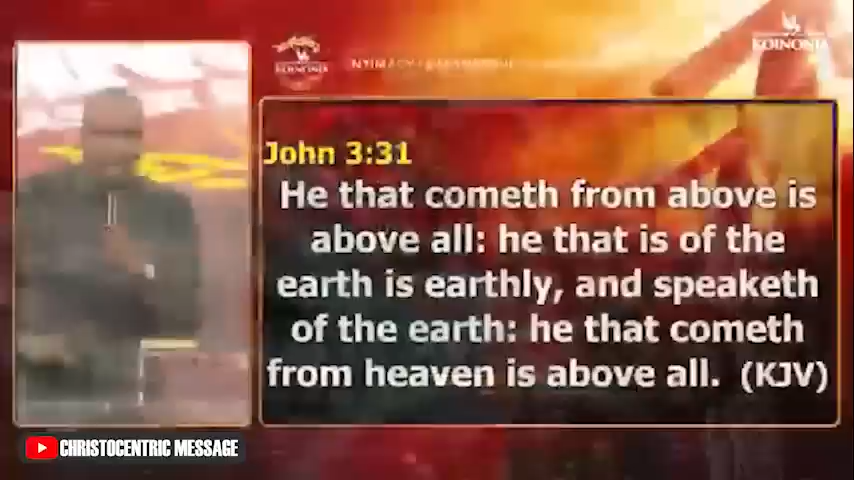 KOINONIA
KOINONIA
John 3:31
He that cometh from above is
above all: he that is of the
earth is earthly, and speaketh
of the earth: he that cometh
from heaven is above all. (KJV)
CHRISTOCENTRIC MESSAGE